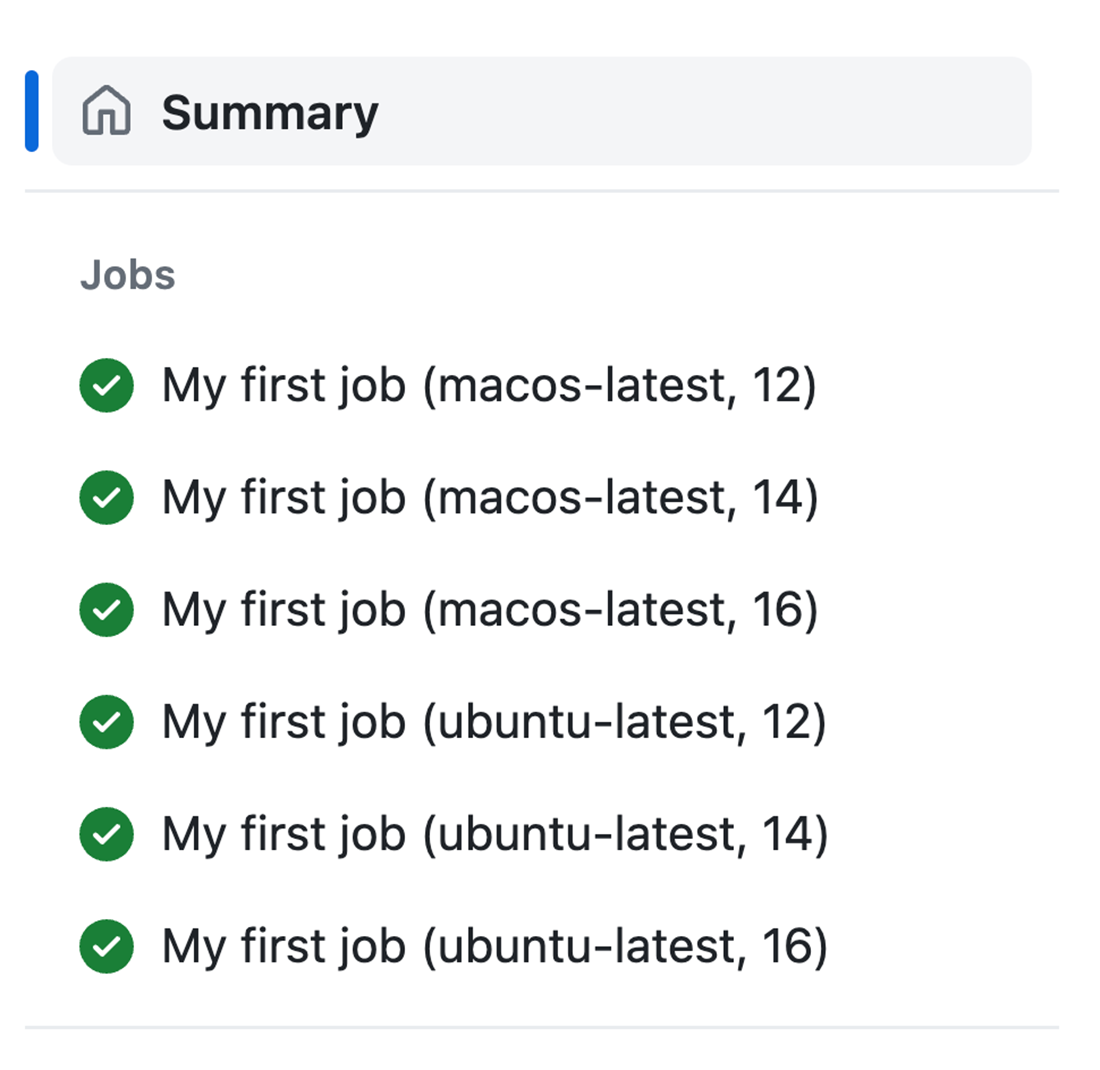 Summary
Jobs
My first job (macos-latest, 12)
My first job (macos-latest, 14)
My first job (macos-latest, 16)
My first job (ubuntu-latest, 12)
My first job (ubuntu-latest, 14)
My first job (ubuntu-latest, 16)